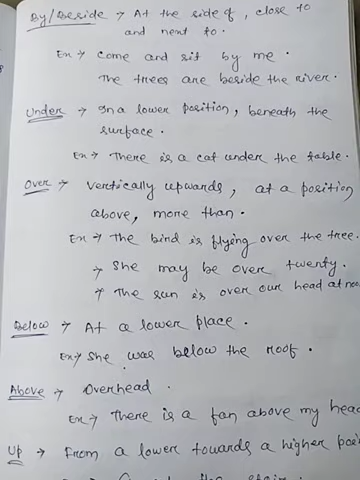 By/Beside → At the side of, close to
and next to.
Ex → come and sit by me.
The trees are beside the river.
Under → In a lower position, beneath the
surface.
Ex → There is a cat under the table.
Over → Vertically upwards, at a position
above, more than.
Ex → The bird is flying over the tree.
→ She may be over twenty.
→ The sun is over our head at
Below → At a lower place.
Ex → She was below the roof.
Above → Overhead.
Ex → There is a fan above my head
Up → From a lower towards a higher